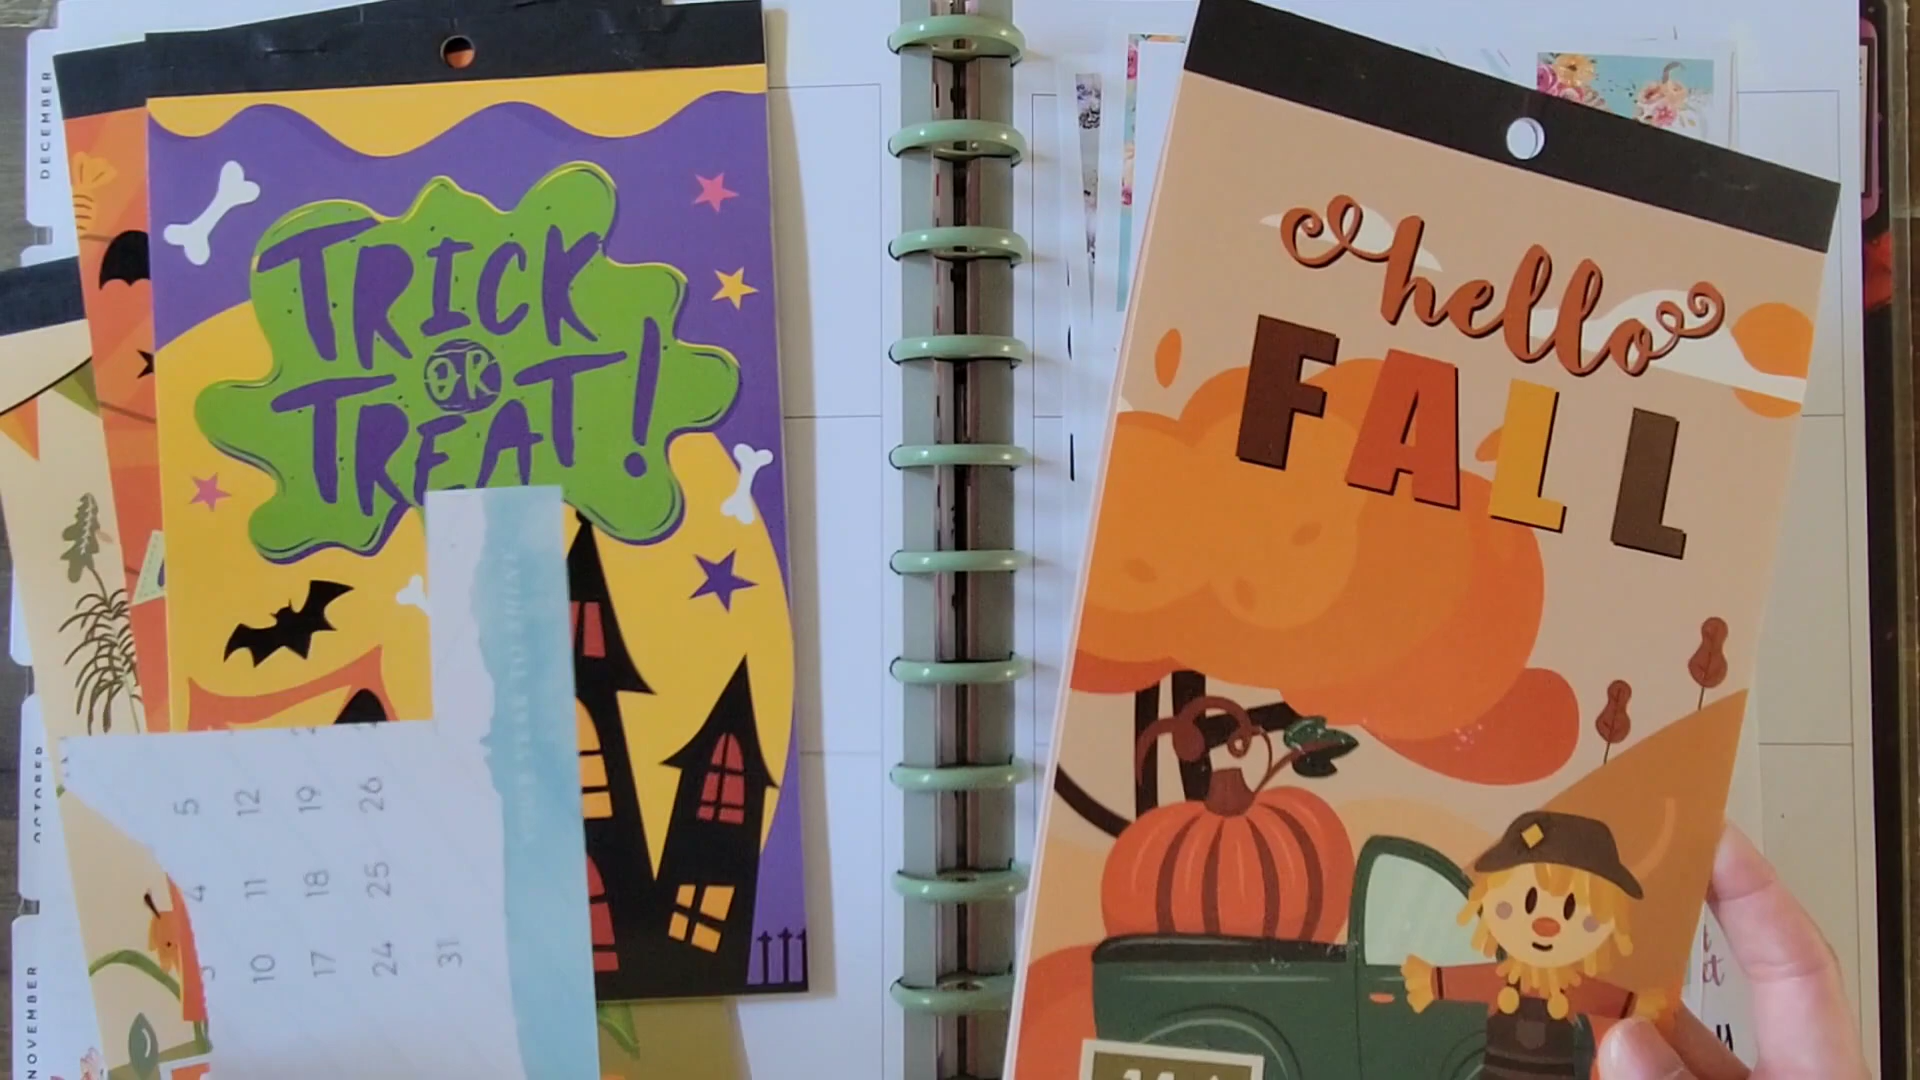 DECEMBER
TRICK
OR
TREAT!
hello
FALL
5 12 19 26
4 11 18 25
3 10 17 24 31
OCTOBER
NOVEMBER